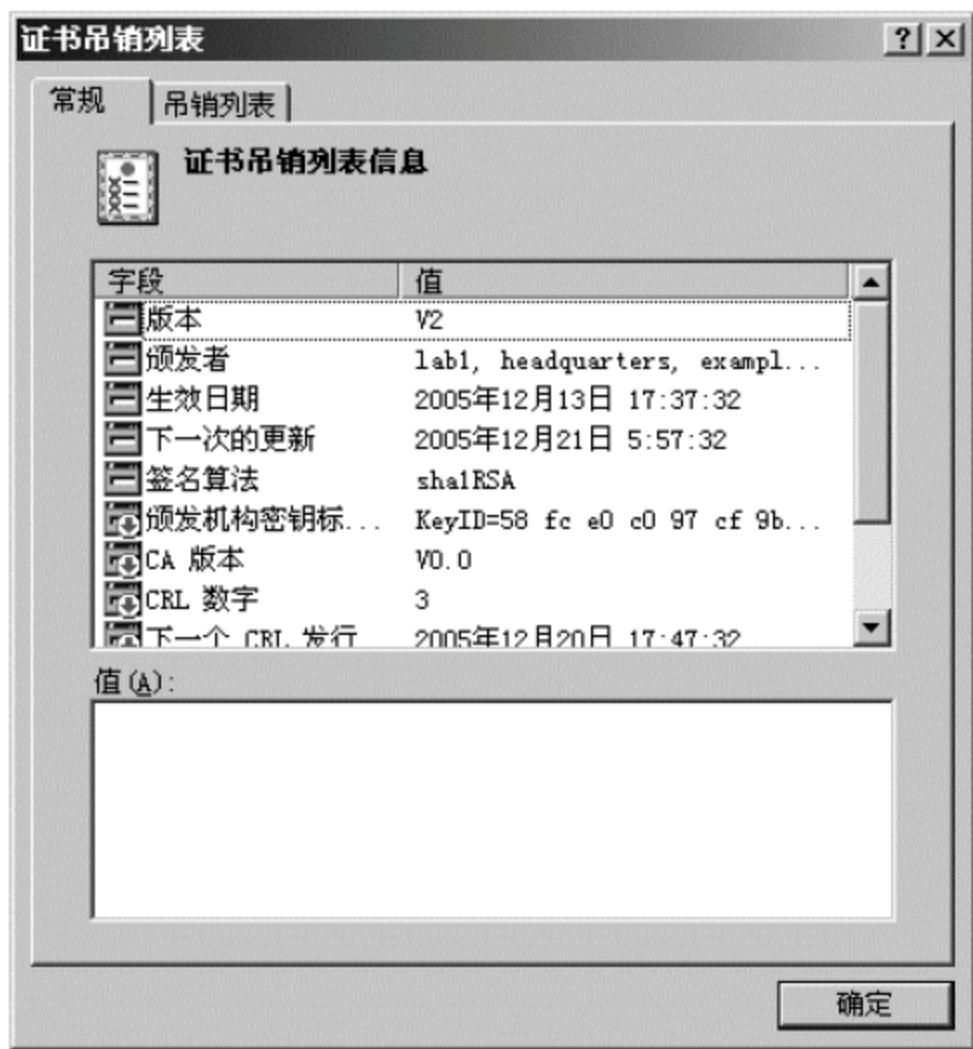 证书吊销列表
常规 吊销列表
证书吊销列表信息
字段 值
版本 V2
颁发者 lab1, headquarters, exampl...
生效日期 2005年12月13日 17:37:32
下一次的更新 2005年12月21日 5:57:32
签名算法 sha1RSA
颁发机构密钥标... KeyID=58 fc e0 c0 97 cf 9b...
CA 版本 V0.0
CRL 数字 3
下一个 CRL 发行 2005年12月20日 17:47:32
值(A):
确定